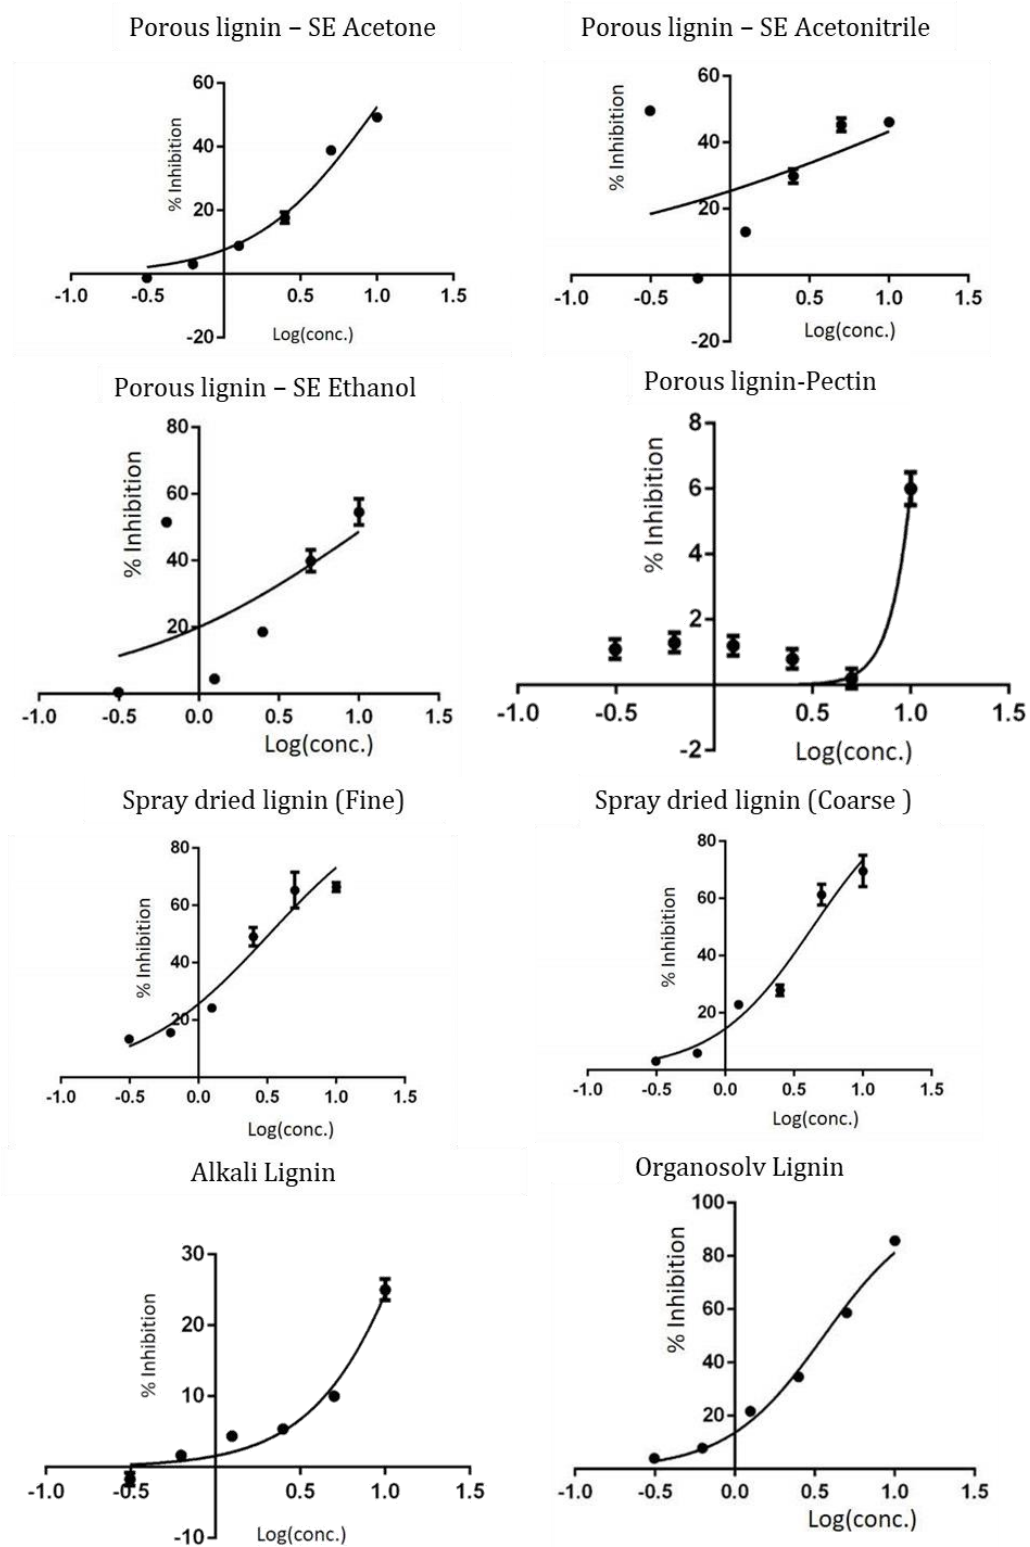 Porous lignin – SE Acetone
60
40
20
-20
% Inhibition
-1.0 -0.5 0.5 1.0 1.5
Log(conc.)
Porous lignin – SE Acetonitrile
60
40
20
-20
% Inhibition
-1.0 -0.5 0.5 1.0 1.5
Log(conc.)
Porous lignin – SE Ethanol
80
60
40
20
% Inhibition
-1.0 -0.5 0.0 0.5 1.0 1.5
Log(conc.)
Porous lignin-Pectin
8
6
4
2
-2
% Inhibition
-1.0 -0.5 0.5 1.0 1.5
Log(conc.)
Spray dried lignin (Fine)
80
60
40
20
% Inhibition
-1.0 -0.5 0.0 0.5 1.0 1.5
Log(conc.)
Spray dried lignin (Coarse )
80
60
40
20
% Inhibition
-1.0 -0.5 0.0 0.5 1.0 1.5
Log(conc.)
Alkali Lignin
30
20
10
-10
% Inhibition
-1.0 -0.5 0.5 1.0 1.5
Log(conc.)
Organosolv Lignin
100
80
60
40
20
% Inhibition
-1.0 -0.5 0.0 0.5 1.0 1.5
Log(conc.)